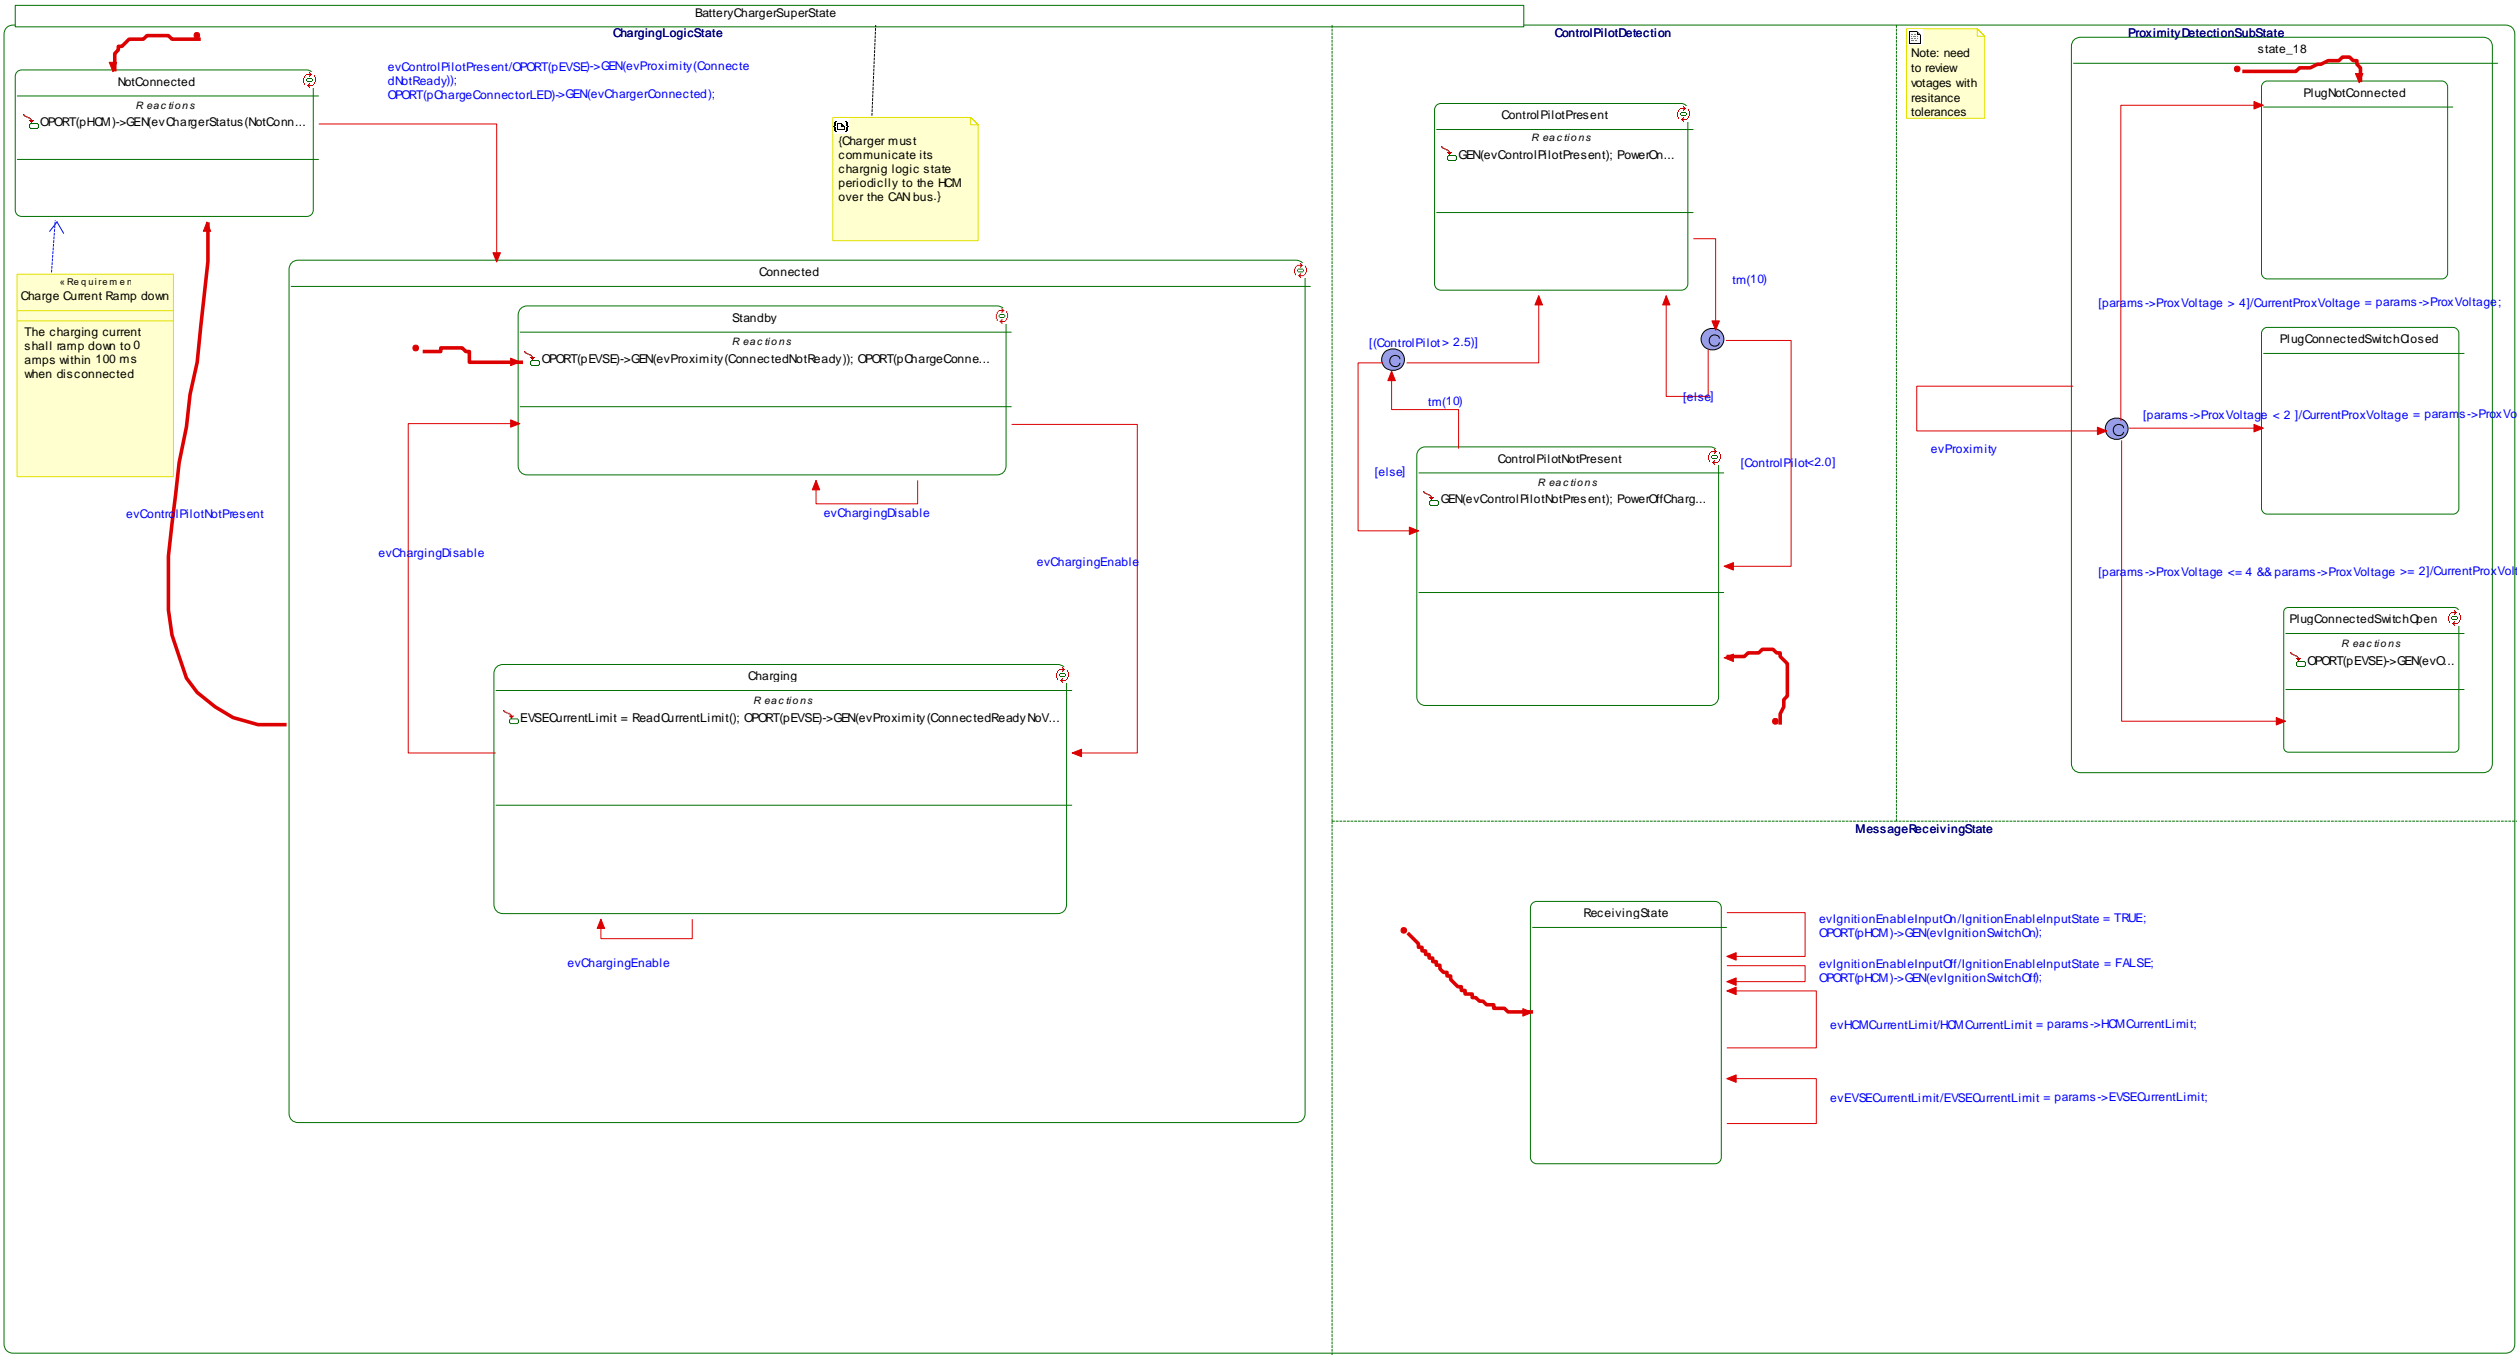 BatteryChargerSuperState
ChargingLogicState
NotConnected
Reactions
OPORT(pHCM)->GEN(evChargerStatus(NotConn...
evControlPilotPresent/OPORT(pEVSE)->GEN(evProximity(Connecte
dNotReady));
OPORT(pChargeConnectorLED)->GEN(evChargerConnected);
{Charger must
communicate its
chargnig logic state
periodiclly to the HCM
over the CAN bus.}
«Requiremen
Charge Current Ramp down
The charging current
shall ramp down to 0
amps within 100 ms
when disconnected
evControlPilotNotPresent
Connected
Standby
Reactions
OPORT(pEVSE)->GEN(evProximity(ConnectedNotReady)); OPORT(pChargeConne...
evChargingDisable
evChargingDisable
evChargingEnable
Charging
Reactions
EVSECurrentLimit = ReadCurrentLimit(); OPORT(pEVSE)->GEN(evProximity(ConnectedReadyNoV...
evChargingEnable
ControlPilotDetection
ControlPilotPresent
Reactions
GEN(evControlPilotPresent); PowerOn...
tm(10)
[(ControlPilot > 2.5)]
[else]
tm(10)
[else]
[ControlPilot<2.0]
ControlPilotNotPresent
Reactions
GEN(evControlPilotNotPresent); PowerOffCharg...
ProximityDetectionSubState
Note: need
to review
votages with
resitance
tolerances
state_18
PlugNotConnected
[params->ProxVoltage > 4]/CurrentProxVoltage = params->ProxVoltage;
PlugConnectedSwitchClosed
[params->ProxVoltage < 2 ]/CurrentProxVoltage = params->ProxVo
evProximity
[params->ProxVoltage <= 4 && params->ProxVoltage >= 2]/CurrentProxVolt
PlugConnectedSwitchOpen
Reactions
OPORT(pEVSE)->GEN(evO...
MessageReceivingState
ReceivingState
evIgnitionEnableInputOn/IgnitionEnableInputState = TRUE;
OPORT(pHCM)->GEN(evIgnitionSwitchOn);
evIgnitionEnableInputOff/IgnitionEnableInputState = FALSE;
OPORT(pHCM)->GEN(evIgnitionSwitchOff);
evHCMCurrentLimit/HCMCurrentLimit = params->HCMCurrentLimit;
evEVSECurrentLimit/EVSECurrentLimit = params->EVSECurrentLimit;